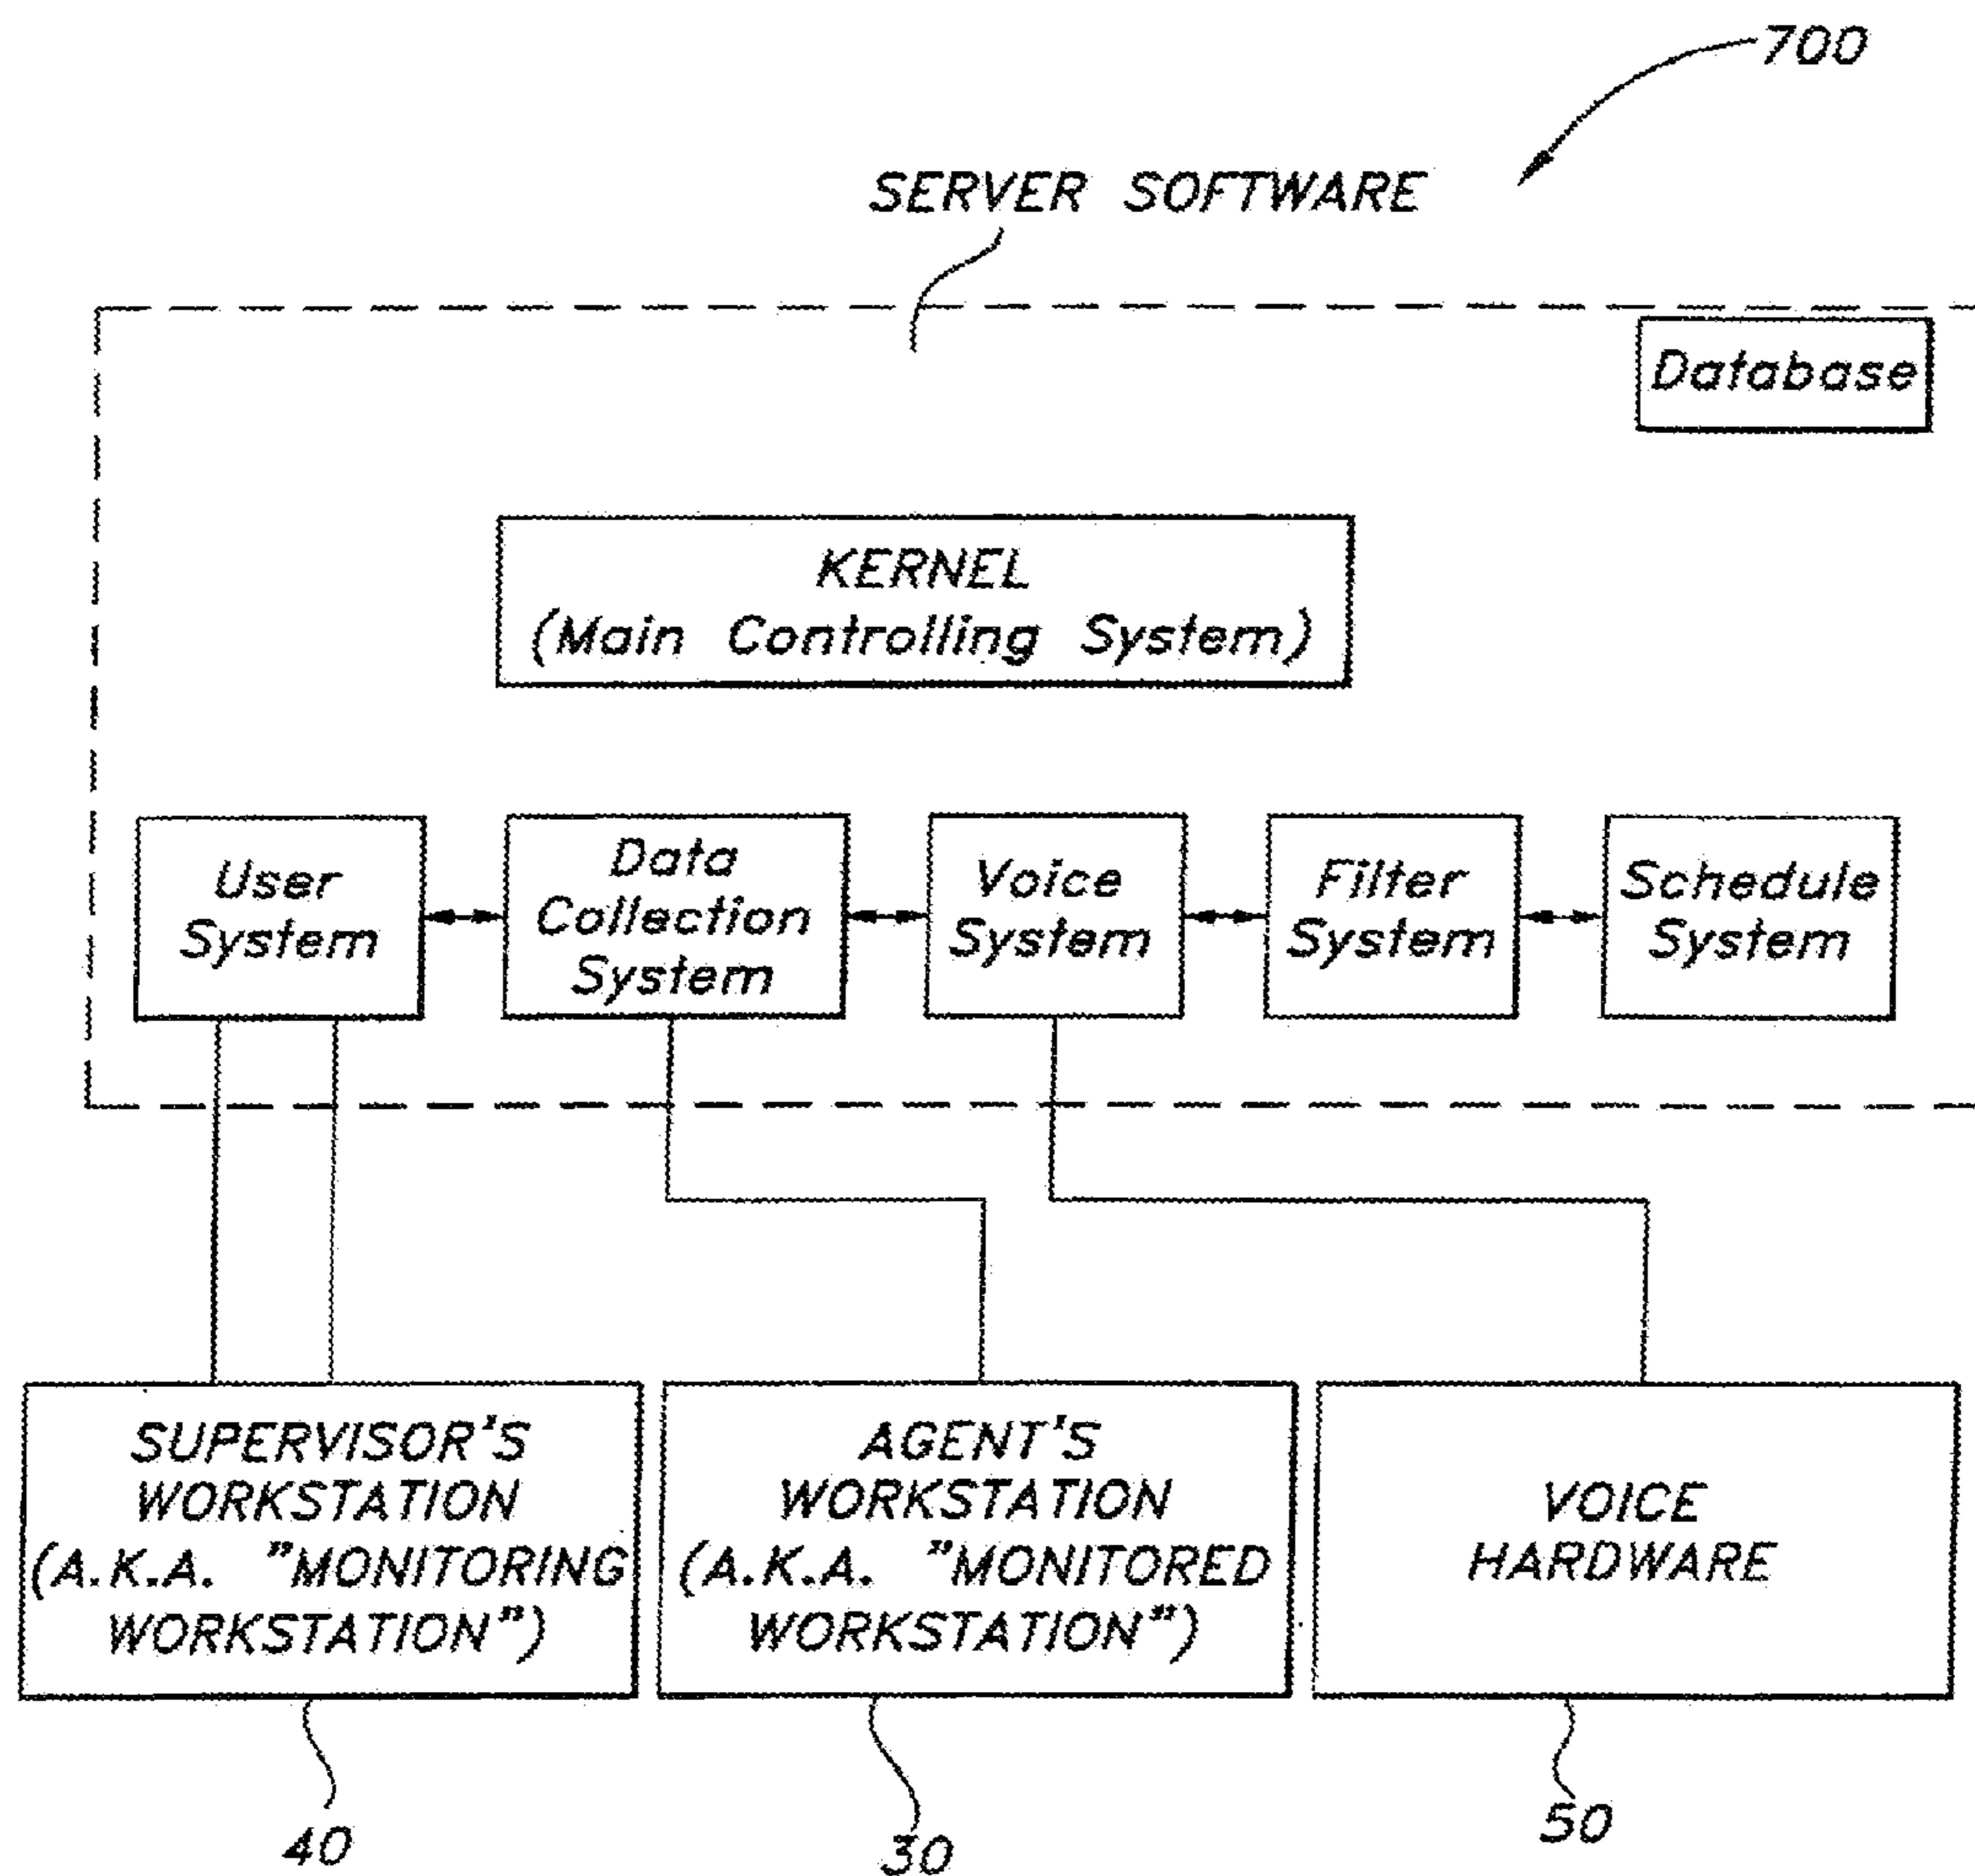 700
SERVER SOFTWARE
Database
KERNEL
(Main Controlling System)
User
System
Data
Collection
System
Voice
System
Filter
System
Schedule
System
SUPERVISOR'S
WORKSTATION
(A.K.A. "MONITORING
WORKSTATION")
AGENT'S
WORKSTATION
(A.K.A. "MONITORED
WORKSTATION")
VOICE
HARDWARE
40
30
50